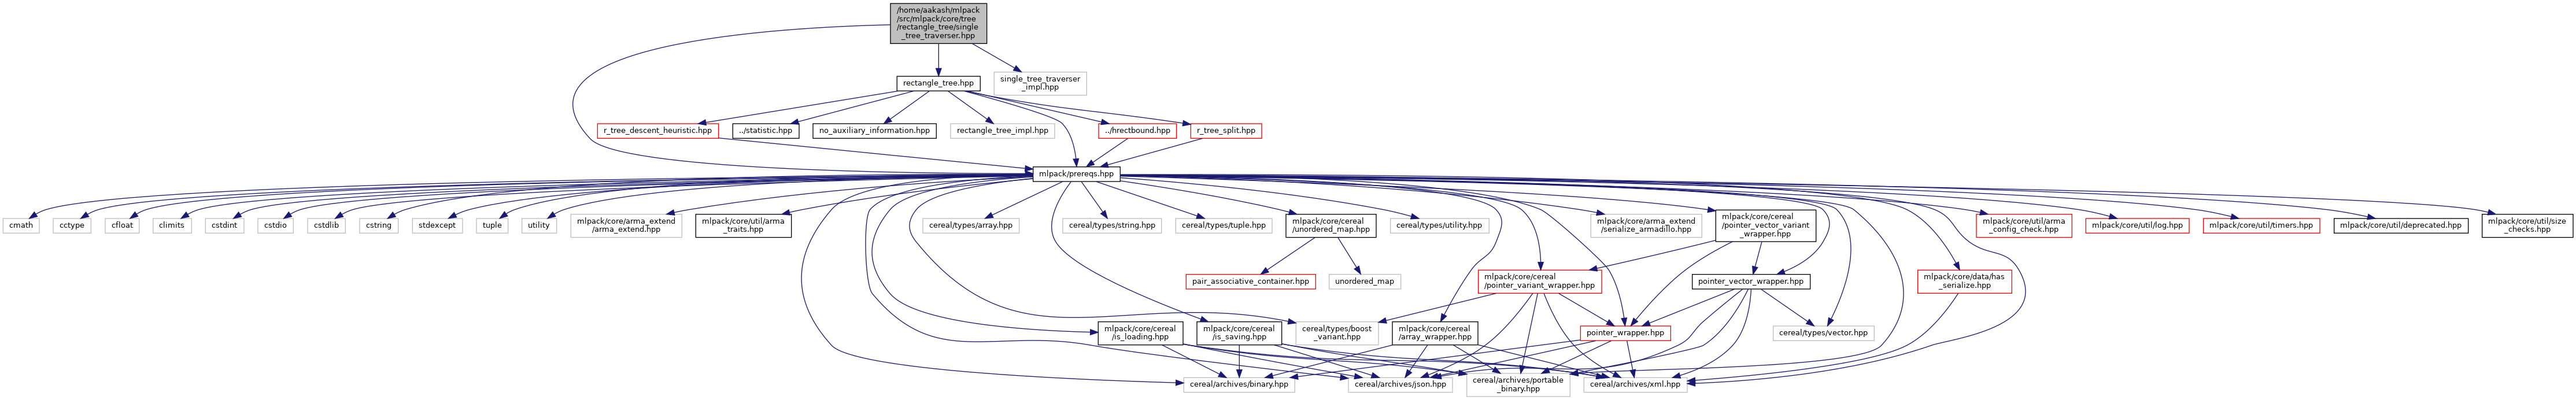 /home/aakash/mlpack
/src/mlpack/core/tree
/rectangle_tree/single
_tree_traverser.hpp
rectangle_tree.hpp
single_tree_traverser
_impl.hpp
r_tree_descent_heuristic.hpp
../statistic.hpp
no_auxiliary_information.hpp
rectangle_tree_impl.hpp
../hrectbound.hpp
r_tree_split.hpp
mlpack/prereqs.hpp
cmath
cctype
cfloat
climits
cstdint
cstdio
cstdlib
cstring
stdexcept
tuple
utility
mlpack/core/arma_extend
/arma_extend.hpp
mlpack/core/util/arma
_traits.hpp
cereal/types/array.hpp
cereal/types/string.hpp
cereal/types/tuple.hpp
mlpack/core/cereal
/unordered_map.hpp
cereal/types/utility.hpp
mlpack/core/arma_extend
/serialize_armadillo.hpp
mlpack/core/cereal
/pointer_vector_variant
_wrapper.hpp
mlpack/core/util/arma
_config_check.hpp
mlpack/core/util/log.hpp
mlpack/core/util/timers.hpp
mlpack/core/util/deprecated.hpp
mlpack/core/util/size
_checks.hpp
pair_associative_container.hpp
unordered_map
mlpack/core/cereal
/pointer_variant_wrapper.hpp
pointer_vector_wrapper.hpp
mlpack/core/data/has
_serialize.hpp
mlpack/core/cereal
/is_loading.hpp
mlpack/core/cereal
/is_saving.hpp
cereal/types/boost
_variant.hpp
mlpack/core/cereal
/array_wrapper.hpp
pointer_wrapper.hpp
cereal/types/vector.hpp
cereal/archives/binary.hpp
cereal/archives/json.hpp
cereal/archives/portable
_binary.hpp
cereal/archives/xml.hpp